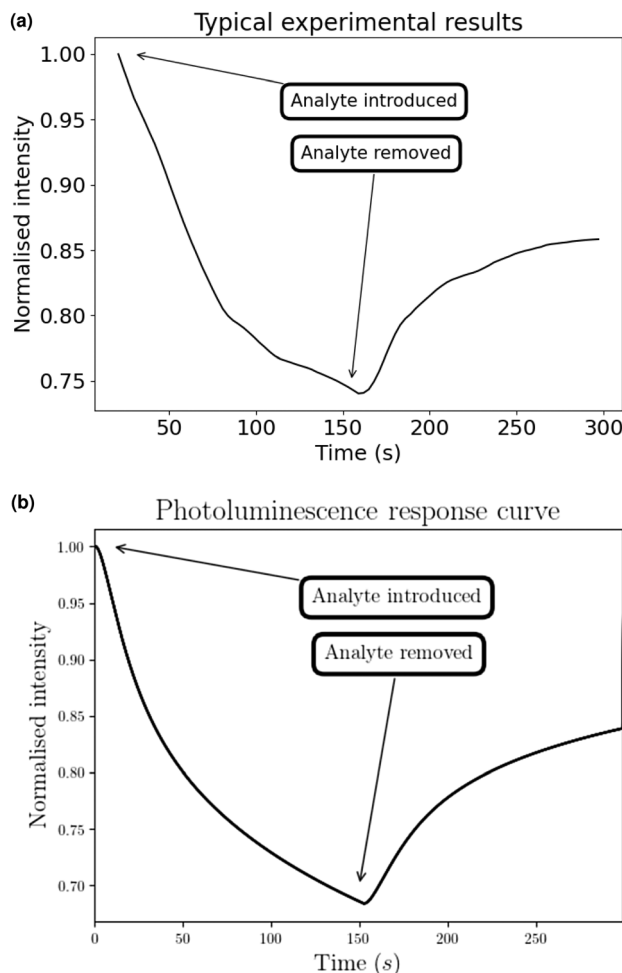 (a)
Typical experimental results
1.00
Analyte introduced
0.95
Analyte removed
0.90
0.85
0.80
0.75
Normalised intensity
50 100 150 200 250 300
Time (s)
(b)
Photoluminescence response curve
1.00
0.95
Analyte introduced
0.90
Analyte removed
0.85
0.80
0.75
0.70
Normalised intensity
0 50 100 150 200 250
Time (s)